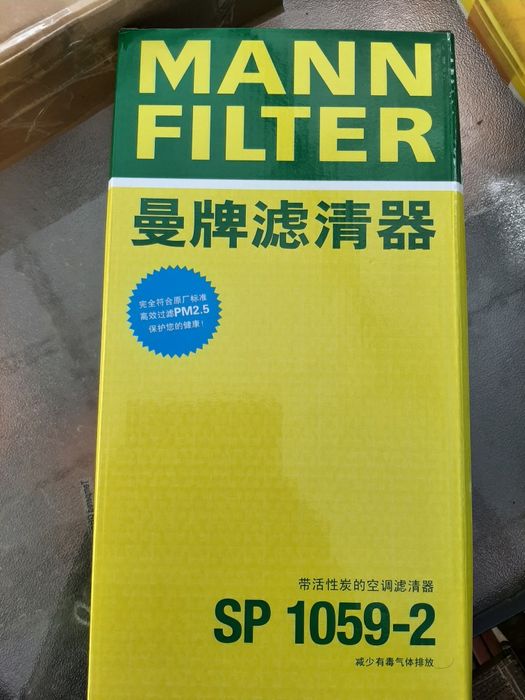 MANN
FILTER
曼牌滤清器
完全符合原厂标准
高效过滤PM2.5
保护您的健康!
带活性炭的空调滤清器
SP 1059-2
减少有毒气体排放